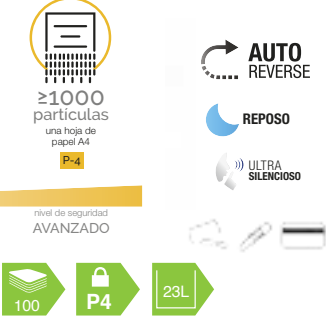 ≥1000
partículas
una hoja de
papel A4
P-4
nivel de seguridad
AVANZADO
AUTO
REVERSE
REPOSO
ULTRA
SILENCIOSO
100
P4
23L